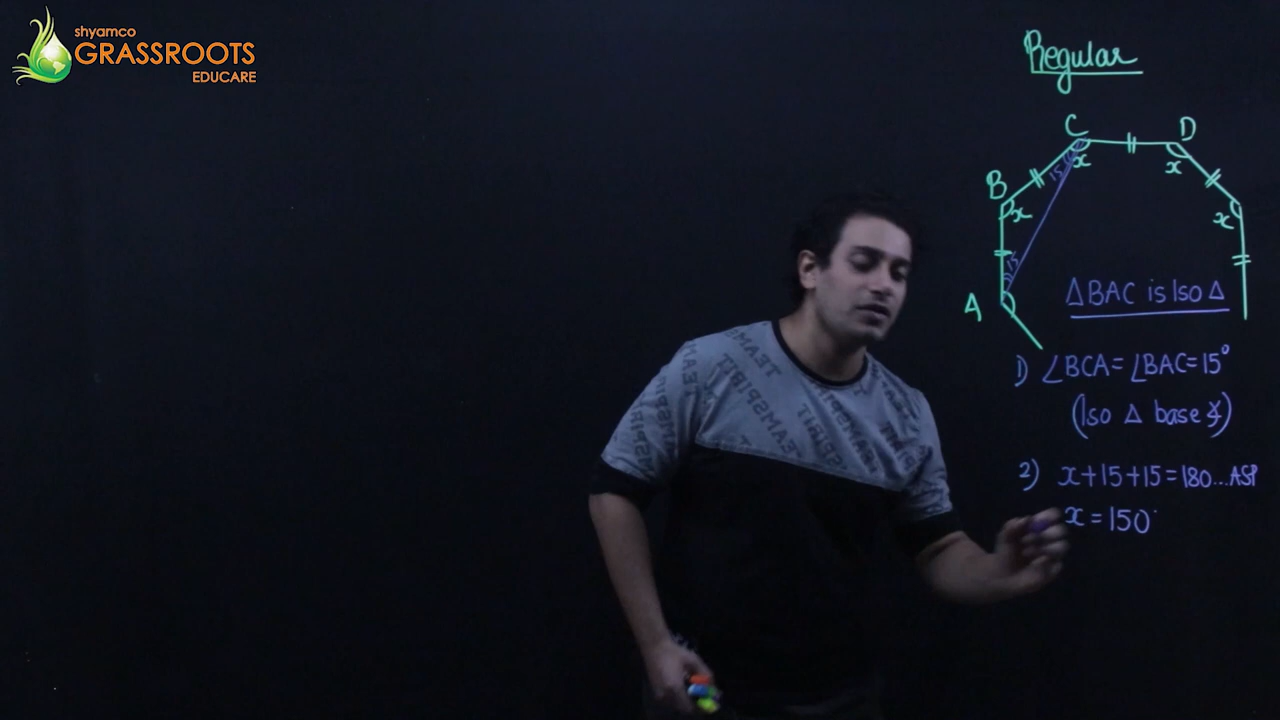 shyamco
GRASSROOTS
EDUCARE
Regular
C
D
B
x
x
15
x
x
15
A
△BAC is Iso △
1) ∠BCA = ∠BAC = 15°
(Iso △ base ∡)
2) x + 15 + 15 = 180 ... ASP
x = 150°